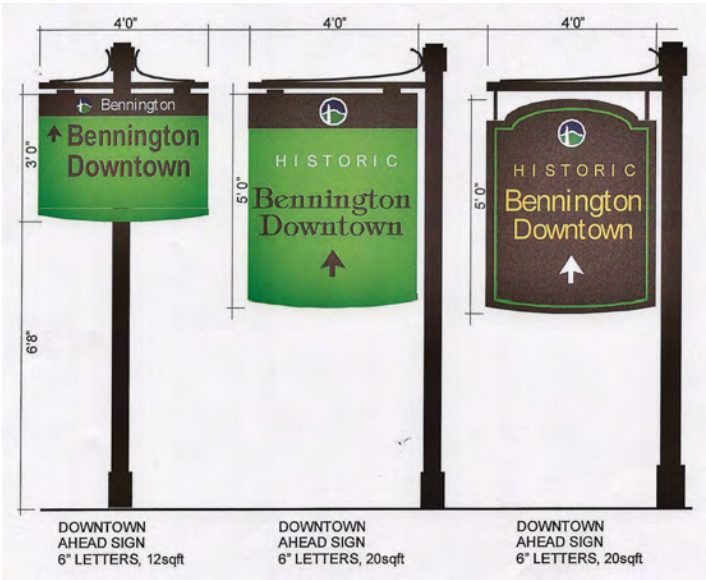 4'0"
4'0"
4'0"
3' 0"
6'8"
Bennington
Bennington
Downtown
5' 0"
HISTORIC
Bennington
Downtown
5' 0"
HISTORIC
Bennington
Downtown
DOWNTOWN
AHEAD SIGN
6" LETTERS, 12sqft
DOWNTOWN
AHEAD SIGN
6" LETTERS, 20sqft
DOWNTOWN
AHEAD SIGN
6" LETTERS, 20sqft